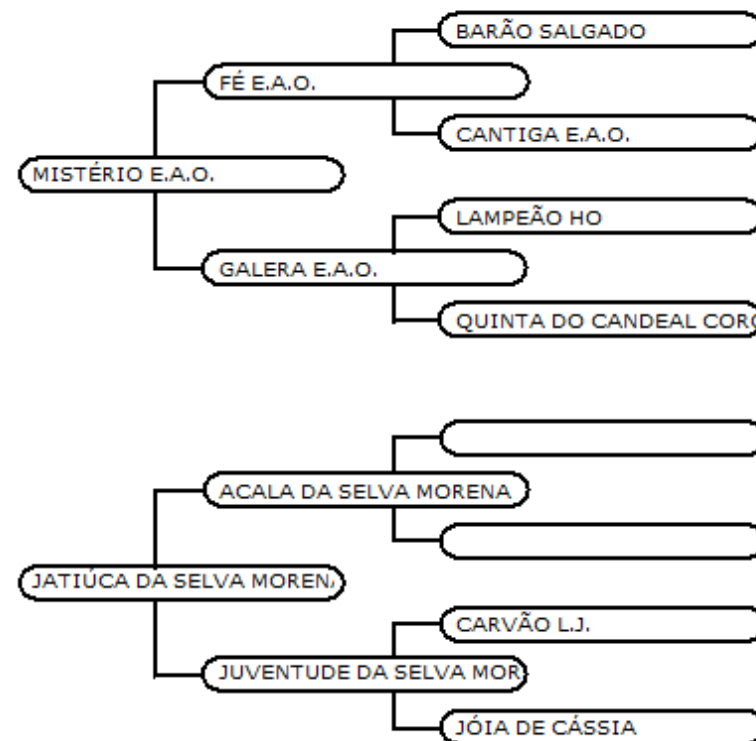 BARÃO SALGADO
FÉ E.A.O.
CANTIGA E.A.O.
MISTÉRIO E.A.O.
LAMPEÃO HO
GALERA E.A.O.
QUINTA DO CANDEAL
ACALA DA SELVA MORENA
JATIÚCA DA SELVA
CARVÃO L.J.
JUVENTUDE DA SELVA
JÓIA DE CÁSSIA